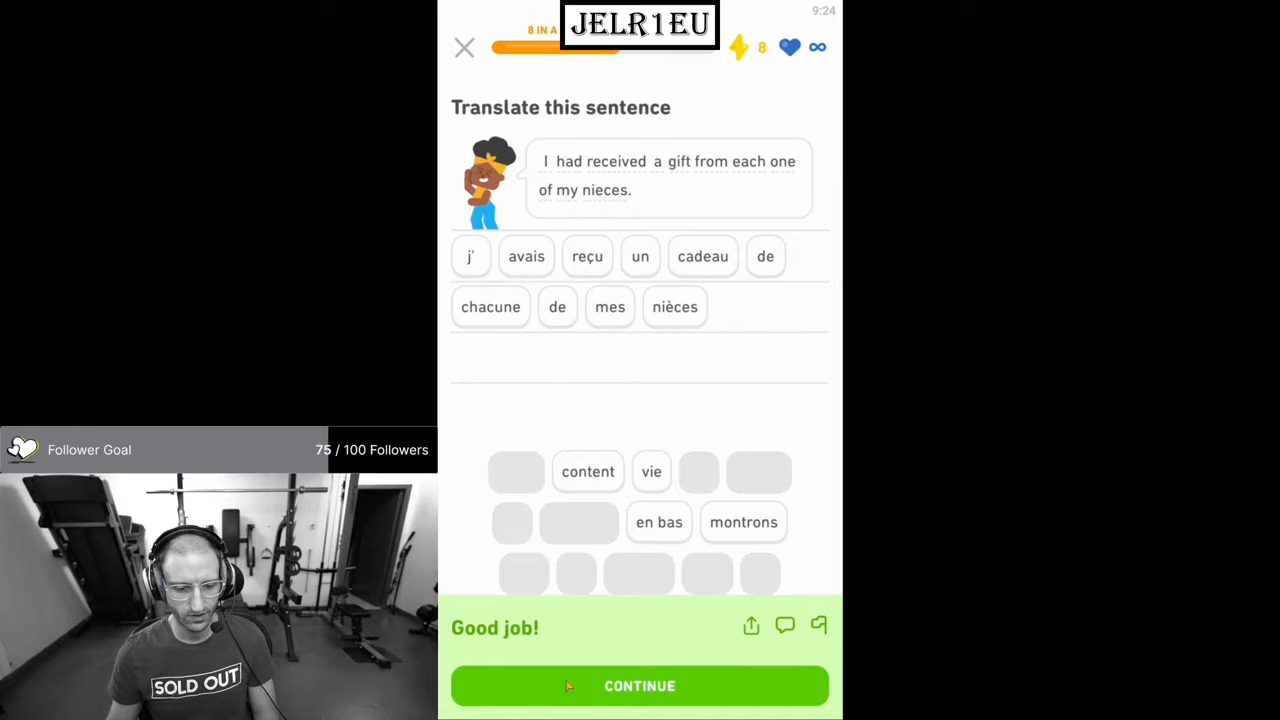 9:24
JELR1EU
8 IN A
8
Translate this sentence
I had received a gift from each one
of my nieces.
j' avais reçu un cadeau de
chacune de mes nièces
Follower Goal 75 / 100 Followers
content vie
en bas montrons
SOLD OUT
Good job!
CONTINUE